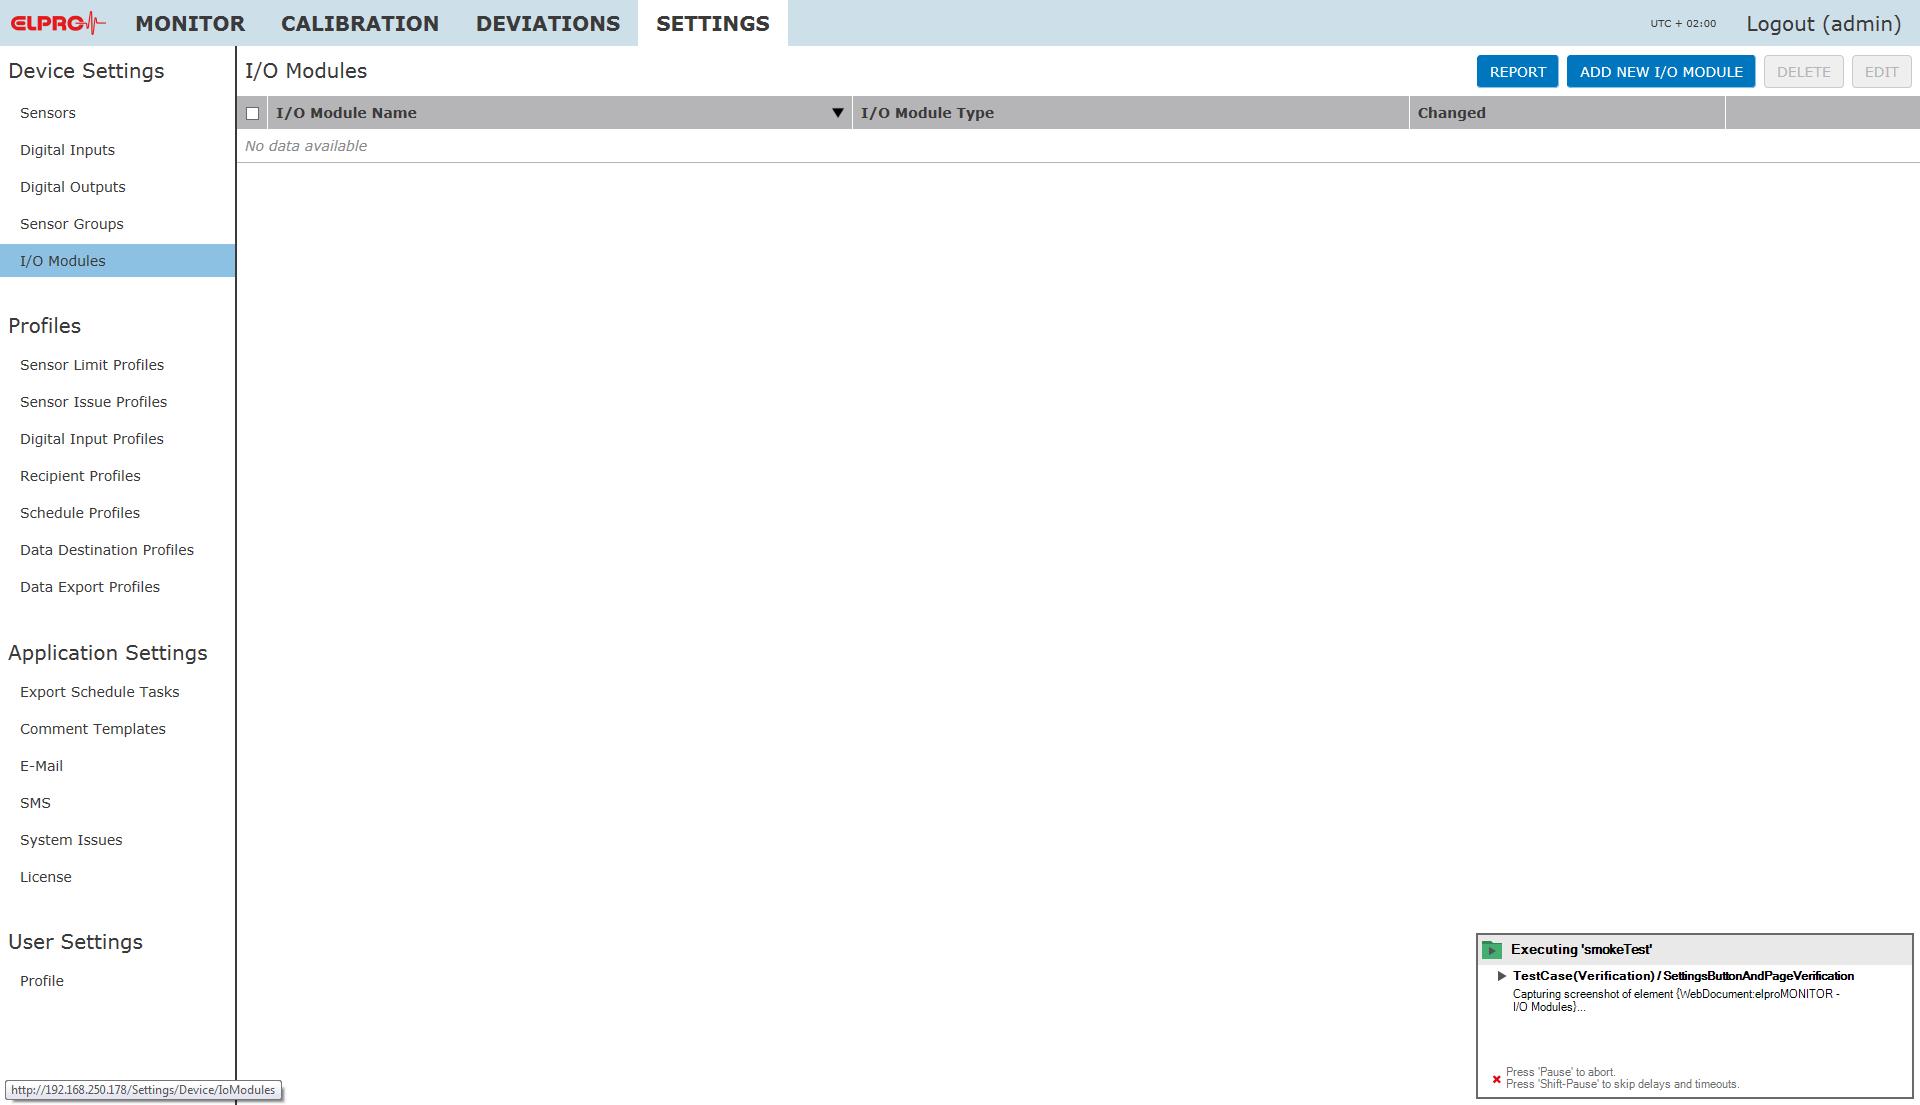 ELPRO MONITOR CALIBRATION DEVIATIONS SETTINGS UTC + 02:00 Logout (admin)
Device Settings
Sensors
Digital Inputs
Digital Outputs
Sensor Groups
I/O Modules
Profiles
Sensor Limit Profiles
Sensor Issue Profiles
Digital Input Profiles
Recipient Profiles
Schedule Profiles
Data Destination Profiles
Data Export Profiles
Application Settings
Export Schedule Tasks
Comment Templates
E-Mail
SMS
System Issues
License
User Settings
Profile
I/O Modules REPORT ADD NEW I/O MODULE DELETE EDIT
I/O Module Name I/O Module Type Changed
No data available
Executing 'smokeTest'
TestCase(Verification) / SettingsButtonAndPageVerification
Capturing screenshot of element {WebDocument:elproMONITOR -
I/O Modules}...
Press 'Pause' to abort.
Press 'Shift-Pause' to skip delays and timeouts.
http://192.168.250.178/Settings/Device/IoModules